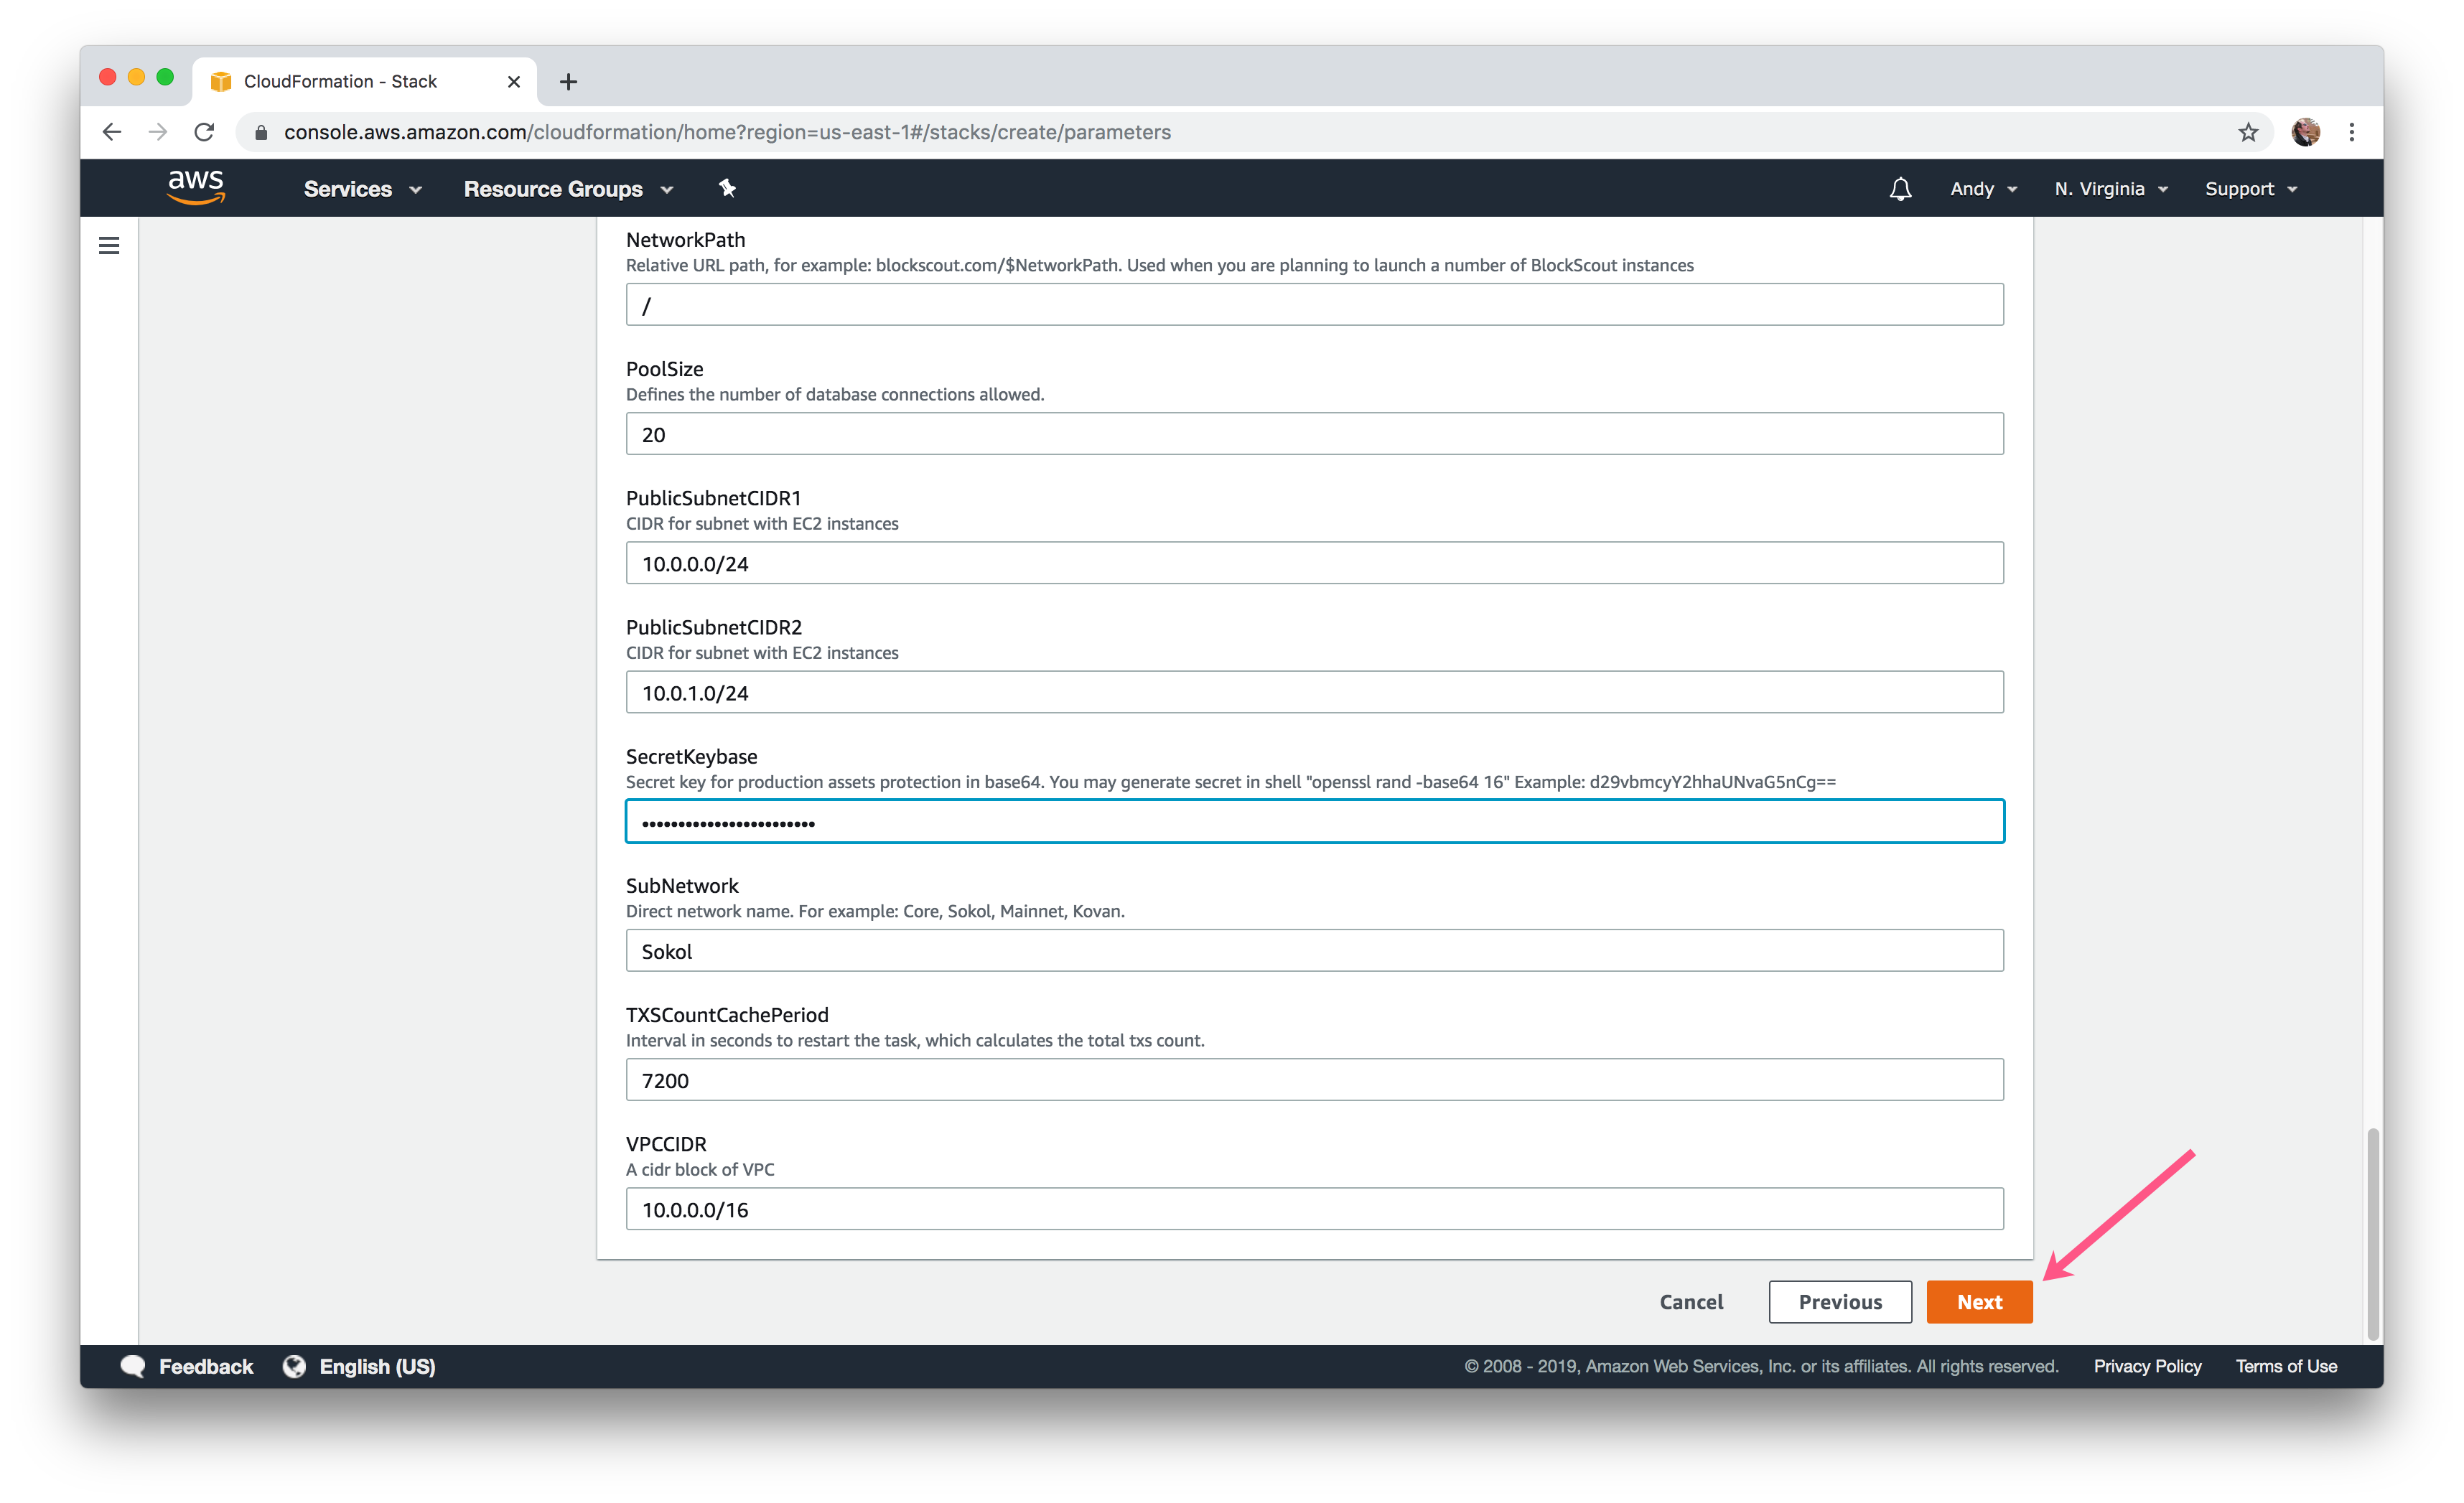 CloudFormation - Stack
console.aws.amazon.com/cloudformation/home?region=us-east-1#/stacks/create/parameters
aws Services Resource Groups Andy N. Virginia Support
NetworkPath
Relative URL path, for example: blockscout.com/$NetworkPath. Used when you are planning to launch a number of BlockScout instances
/
PoolSize
Defines the number of database connections allowed.
20
PublicSubnetCIDR1
CIDR for subnet with EC2 instances
10.0.0.0/24
PublicSubnetCIDR2
CIDR for subnet with EC2 instances
10.0.1.0/24
SecretKeybase
Secret key for production assets protection in base64. You may generate secret in shell "openssl rand -base64 16" Example: d29vbmcyY2hhaUNvaG5nCg==
••••••••••••••••••••••••
SubNetwork
Direct network name. For example: Core, Sokol, Mainnet, Kovan.
Sokol
TXSCountCachePeriod
Interval in seconds to restart the task, which calculates the total txs count.
7200
VPCCIDR
A cidr block of VPC
10.0.0.0/16
Cancel Previous Next
Feedback English (US) © 2008 - 2019, Amazon Web Services, Inc. or its affiliates. All rights reserved. Privacy Policy Terms of Use